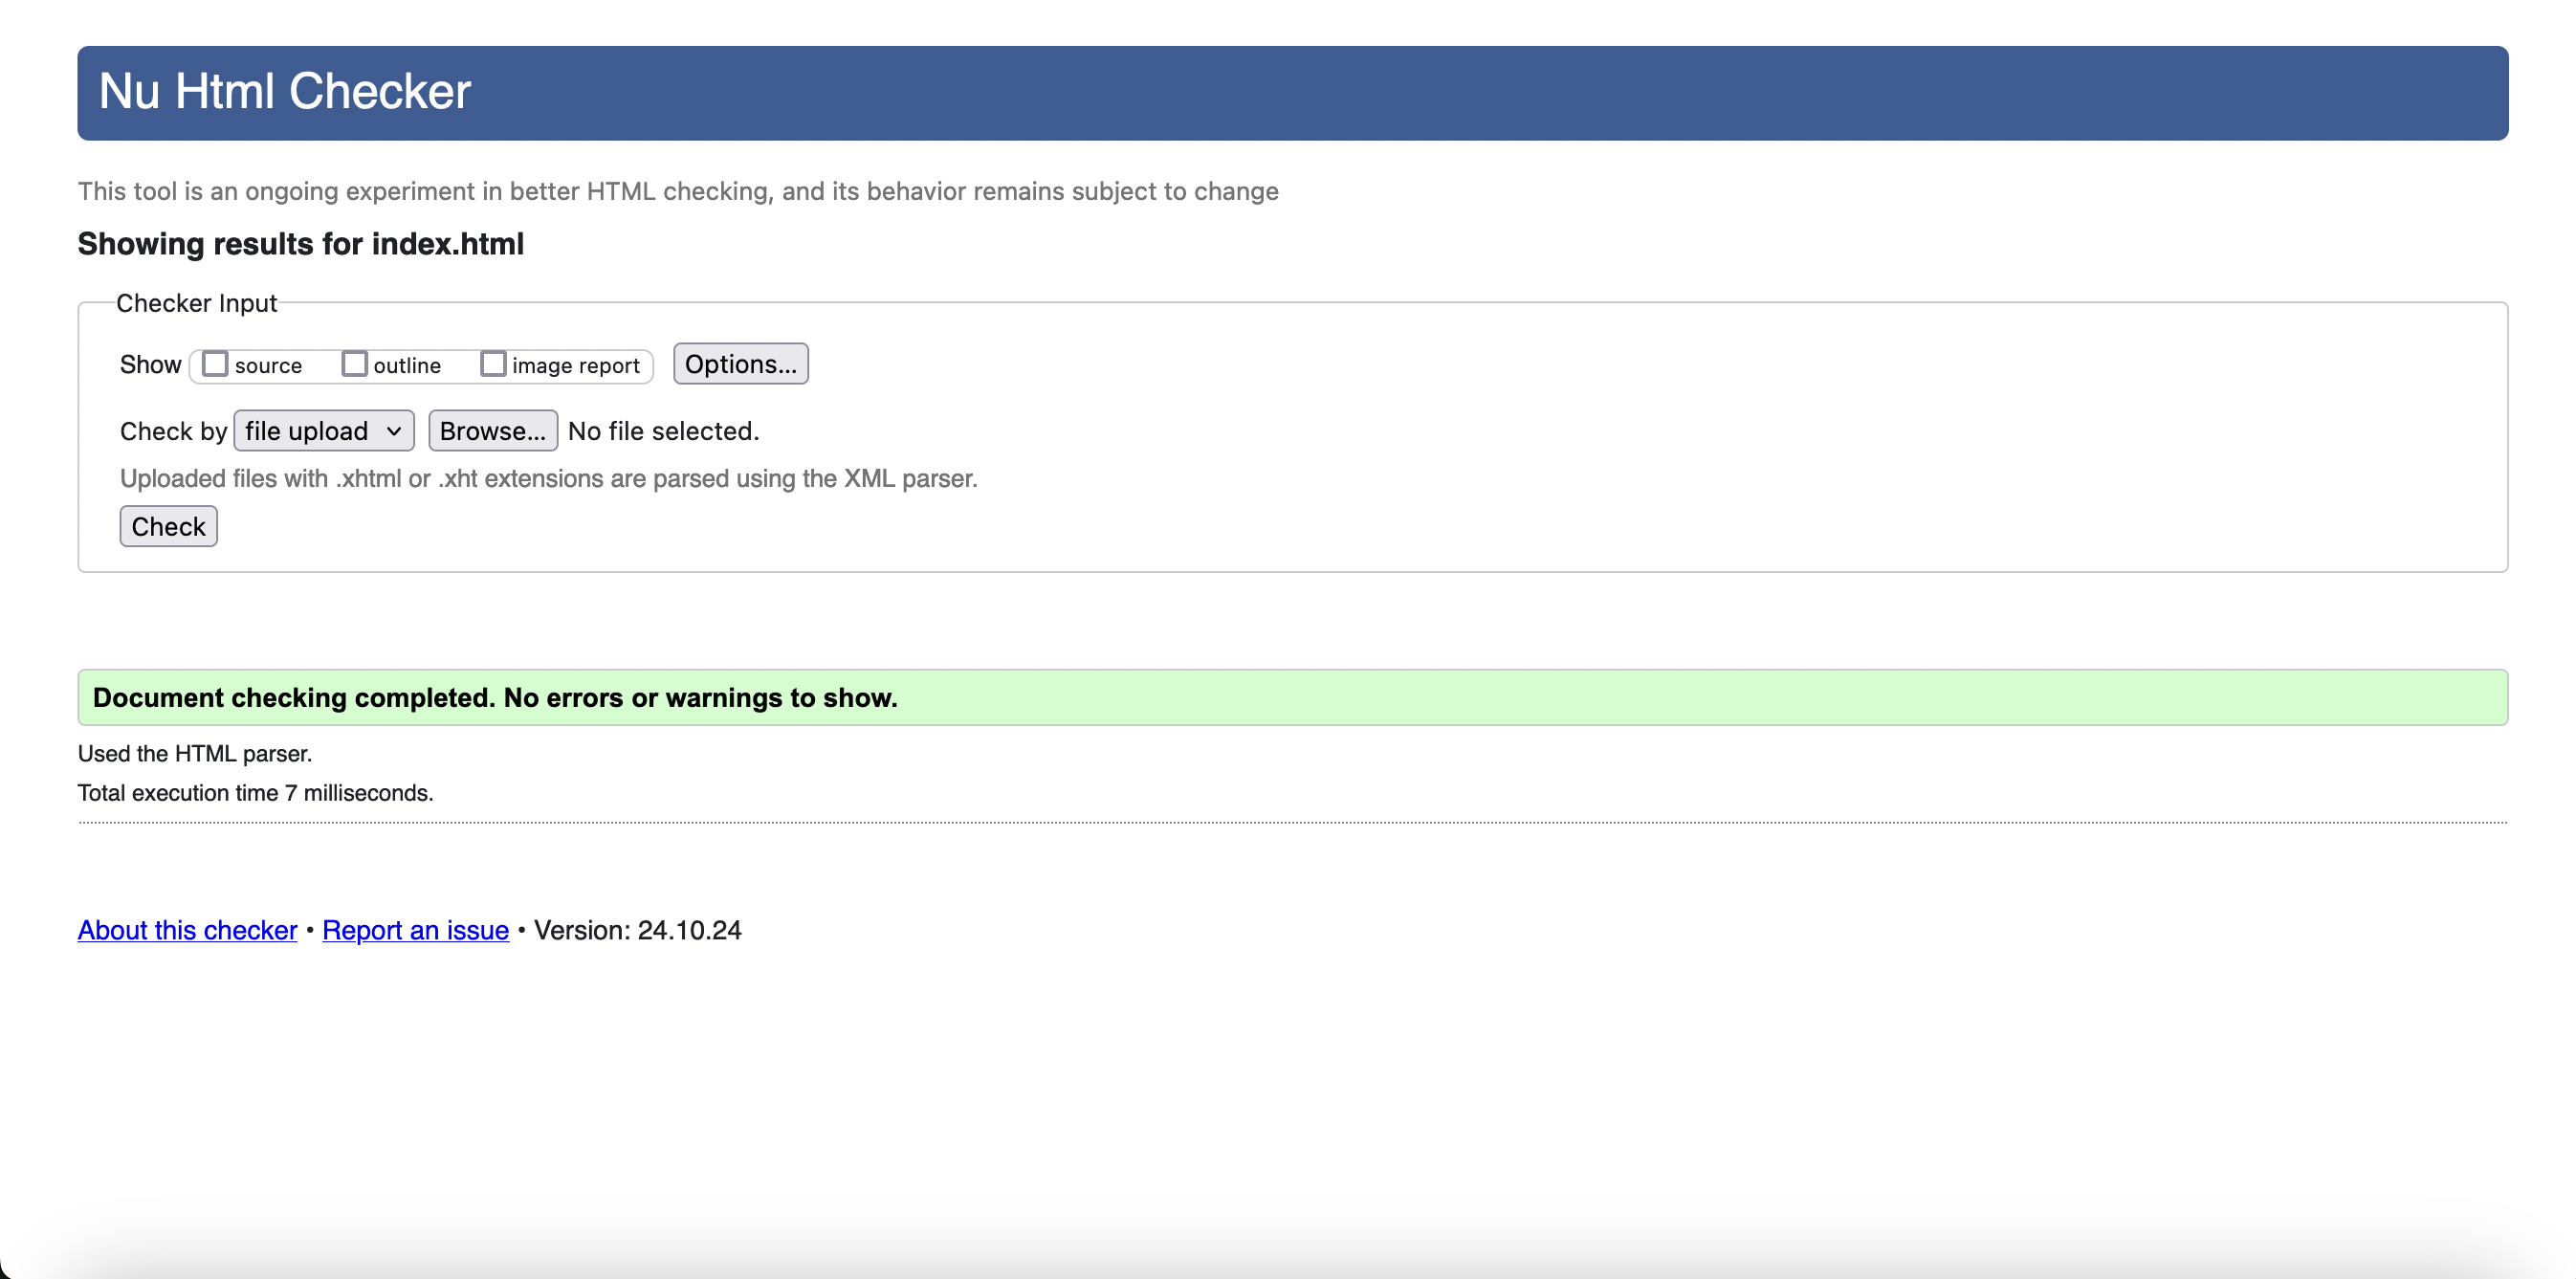 Nu Html Checker
This tool is an ongoing experiment in better HTML checking, and its behavior remains subject to change
Showing results for index.html
Checker Input
Show source outline image report Options...
Check by file upload Browse... No file selected.
Uploaded files with .xhtml or .xht extensions are parsed using the XML parser.
Check
Document checking completed. No errors or warnings to show.
Used the HTML parser.
Total execution time 7 milliseconds.
About this checker • Report an issue • Version: 24.10.24